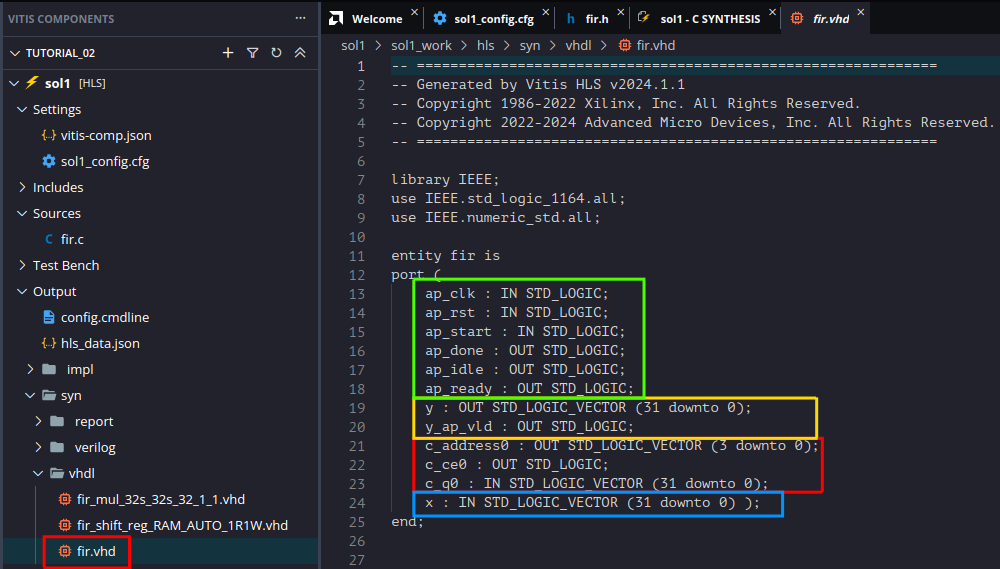 VITIS COMPONENTS ...
TUTORIAL_02
sol1 [HLS]
Settings
{..} vitis-comp.json
sol1_config.cfg
Includes
Sources
C fir.c
Test Bench
Output
config.cmdline
{..} hls_data.json
impl
syn
report
verilog
vhdl
fir_mul_32s_32s_32_1_1.vhd
fir_shift_reg_RAM_AUTO_1R1W.vhd
fir.vhd
Welcome
sol1_config.cfg
h fir.h
sol1 - C SYNTHESIS
fir.vhd
sol1 > sol1_work > hls > syn > vhdl > fir.vhd
1 -- ==============================================================
2 -- Generated by Vitis HLS v2024.1.1
3 -- Copyright 1986-2022 Xilinx, Inc. All Rights Reserved.
4 -- Copyright 2022-2024 Advanced Micro Devices, Inc. All Rights Reserved.
5 -- ==============================================================
6
7 library IEEE;
8 use IEEE.std_logic_1164.all;
9 use IEEE.numeric_std.all;
10
11 entity fir is
12 port (
13 ap_clk : IN STD_LOGIC;
14 ap_rst : IN STD_LOGIC;
15 ap_start : IN STD_LOGIC;
16 ap_done : OUT STD_LOGIC;
17 ap_idle : OUT STD_LOGIC;
18 ap_ready : OUT STD_LOGIC;
19 y : OUT STD_LOGIC_VECTOR (31 downto 0);
20 y_ap_vld : OUT STD_LOGIC;
21 c_address0 : OUT STD_LOGIC_VECTOR (3 downto 0);
22 c_ce0 : OUT STD_LOGIC;
23 c_q0 : IN STD_LOGIC_VECTOR (31 downto 0);
24 x : IN STD_LOGIC_VECTOR (31 downto 0) );
25 end;
26
27